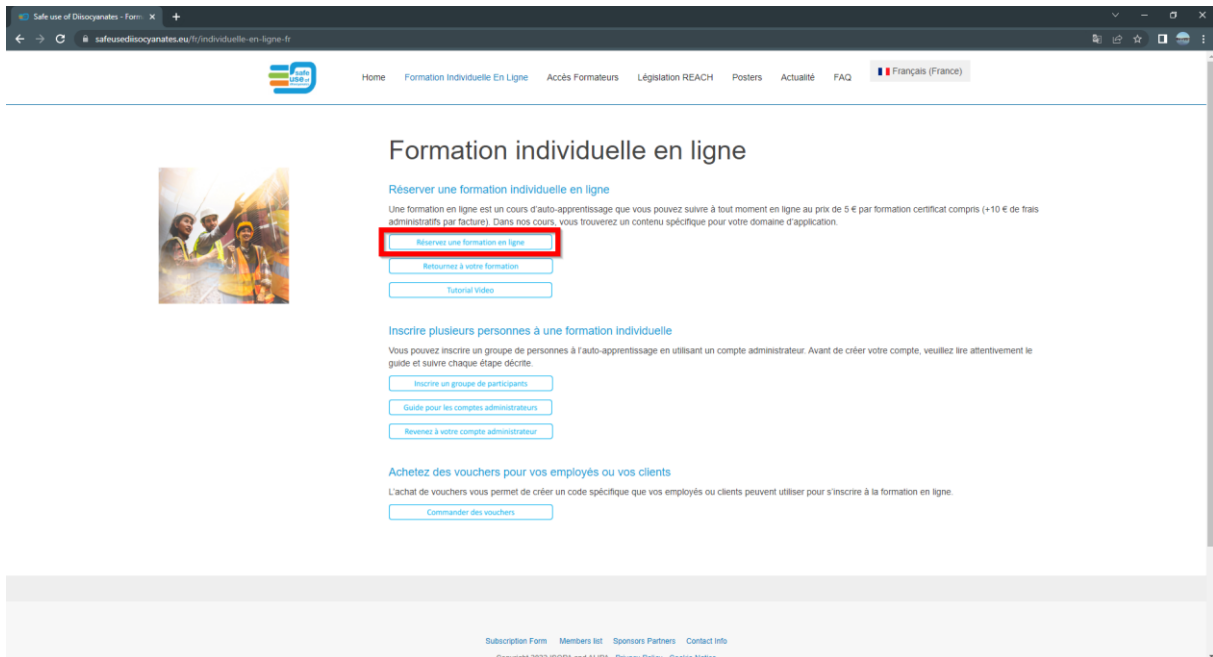 Safe use of Diisocyanates - Form
safeusediisocyanates.eu/fr/individuelle-en-ligne-fr
safe
use of
Home Formation Individuelle En Ligne Accès Formateurs Législation REACH Posters Actualité FAQ Français (France)
Formation individuelle en ligne
Réserver une formation individuelle en ligne
Une formation en ligne est un cours d'auto-apprentissage que vous pouvez suivre à tout moment en ligne au prix de 5 € par formation certificat compris (+10 € de frais
administratifs par facture). Dans nos cours, vous trouverez un contenu spécifique pour votre domaine d'application.
Réservez une formation en ligne
Retournez à votre formation
Tutorial Video
Inscrire plusieurs personnes à une formation individuelle
Vous pouvez inscrire un groupe de personnes à l'auto-apprentissage en utilisant un compte administrateur. Avant de créer votre compte, veuillez lire attentivement le
guide et suivre chaque étape décrite.
Inscrire un groupe de participants
Guide pour les comptes administrateurs
Revenez à votre compte administrateur
Achetez des vouchers pour vos employés ou vos clients
L'achat de vouchers vous permet de créer un code spécifique que vos employés ou clients peuvent utiliser pour s'inscrire à la formation en ligne.
Commander des vouchers
Subscription Form Members list Sponsors Partners Contact Info